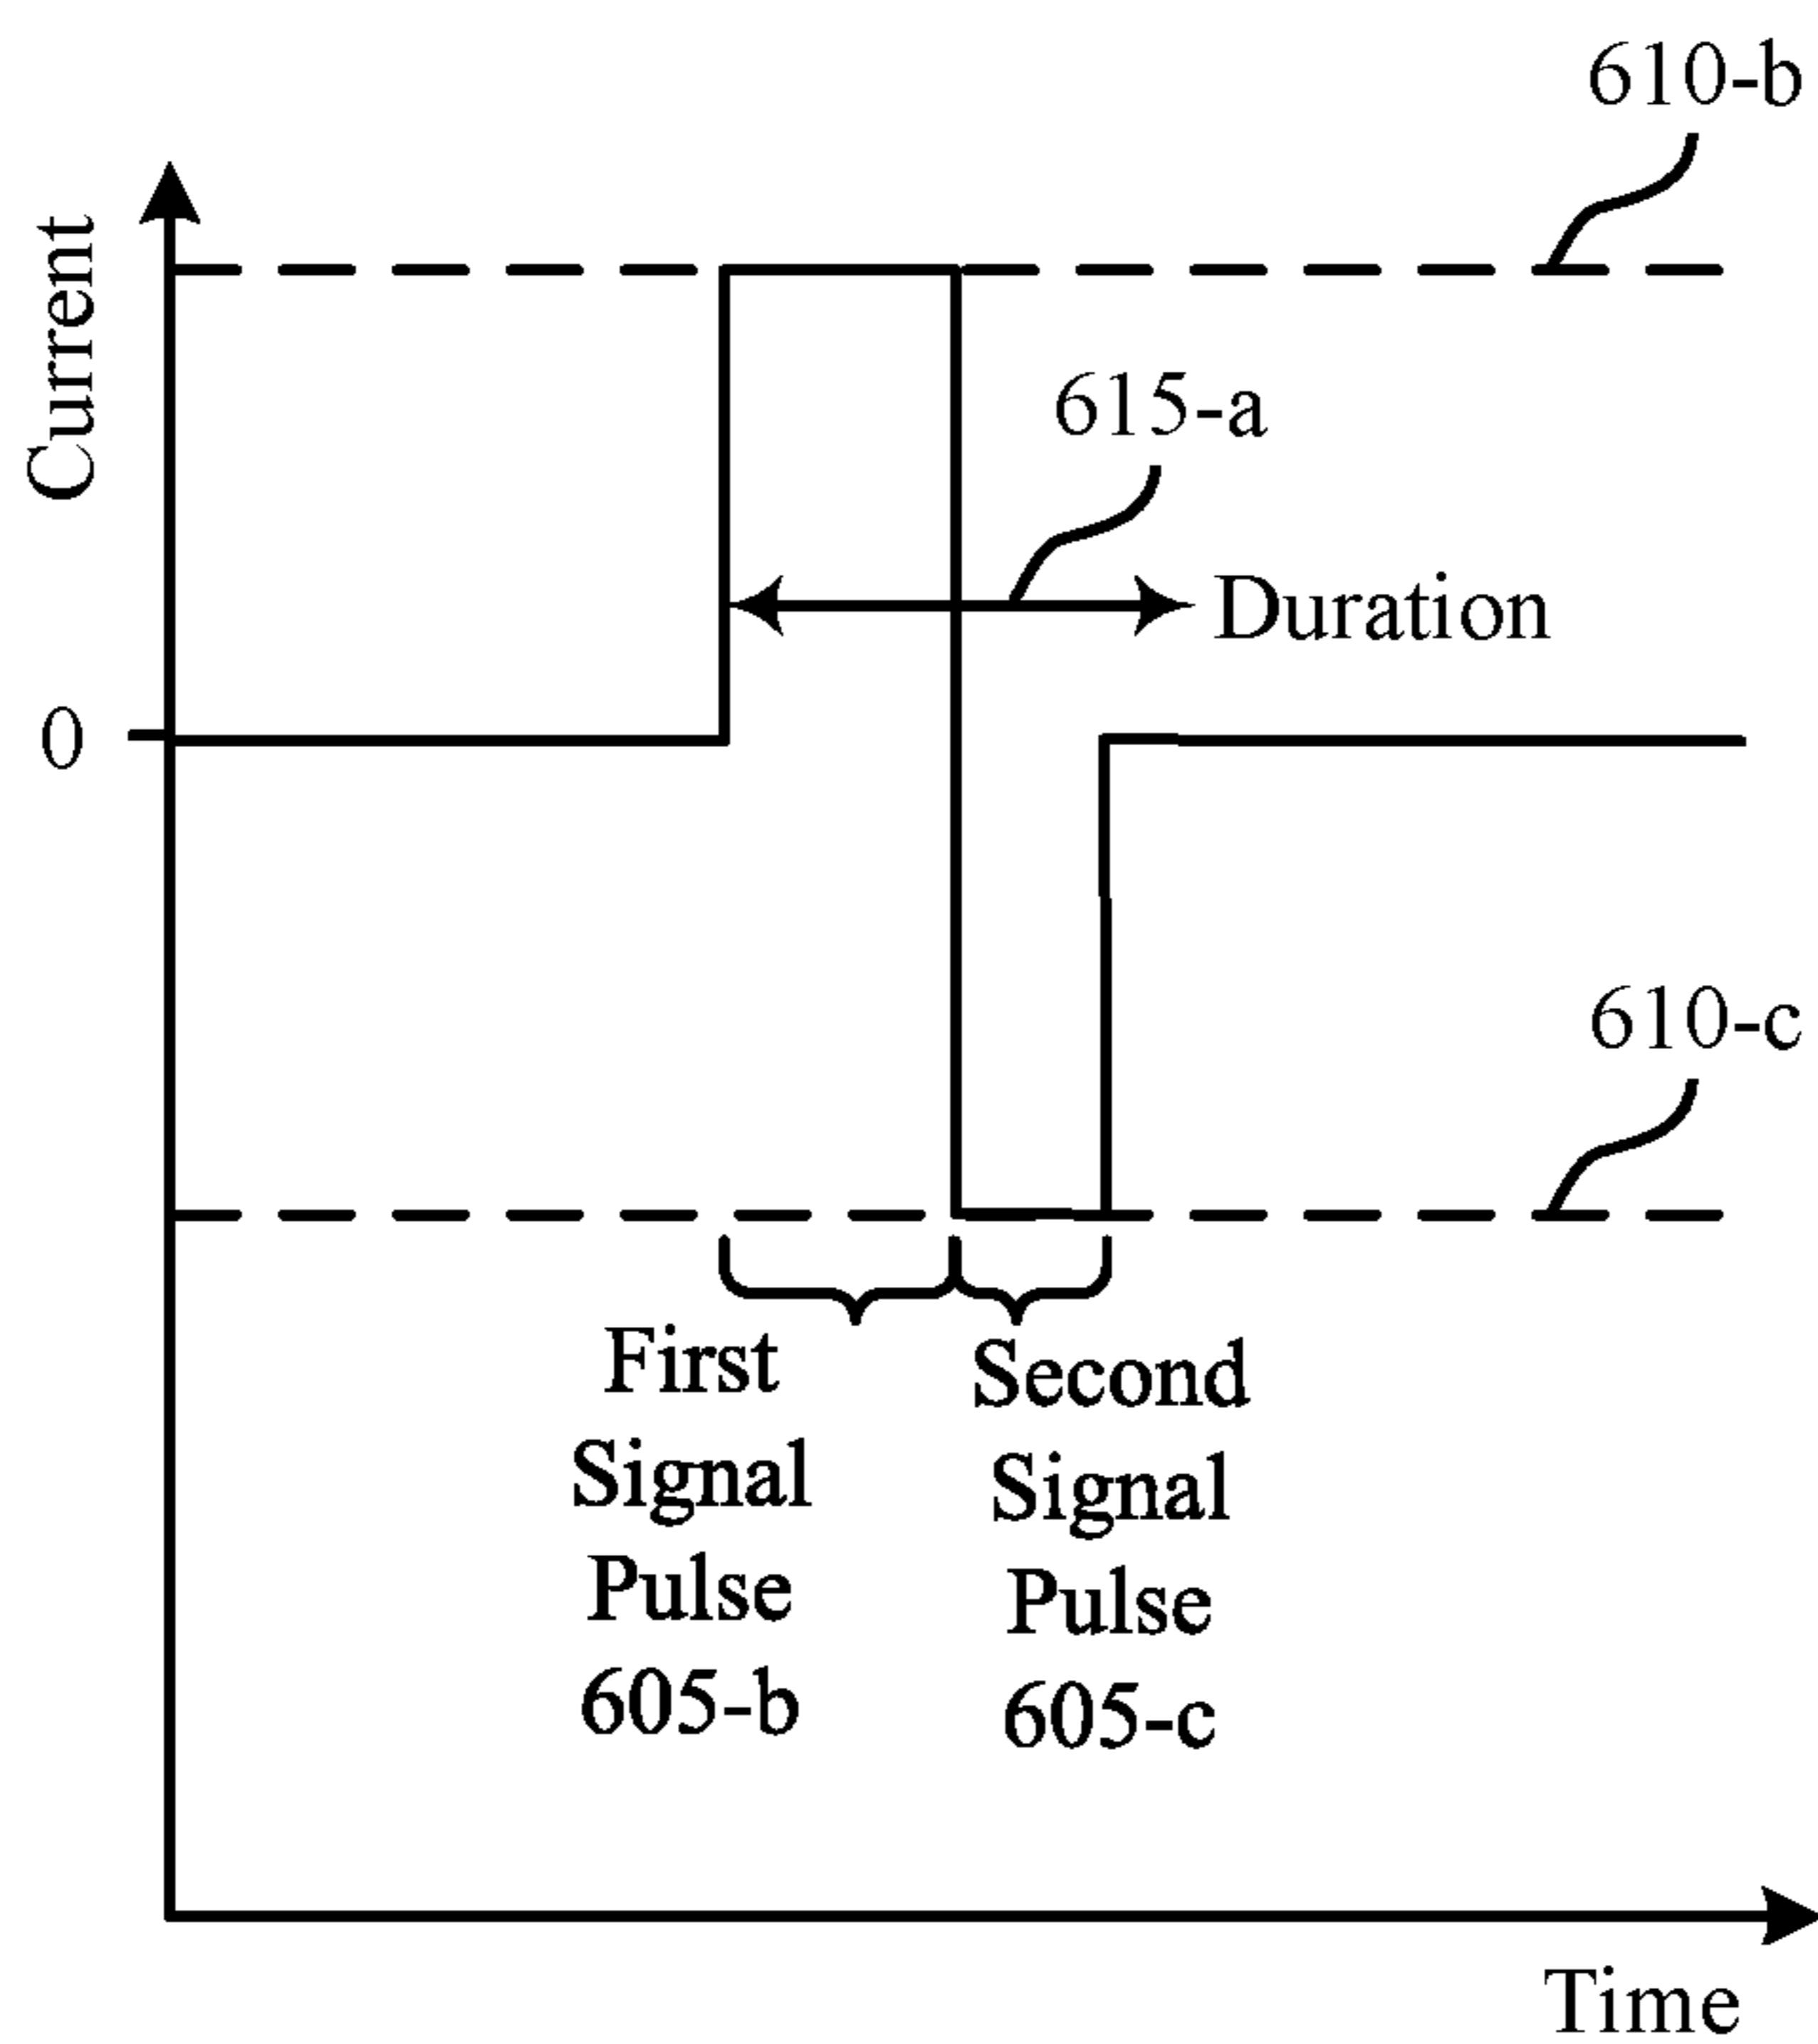 610-b
Current
615-a
Duration
0
610-c
First
Signal
Pulse
605-b
Second
Signal
Pulse
605-c
Time